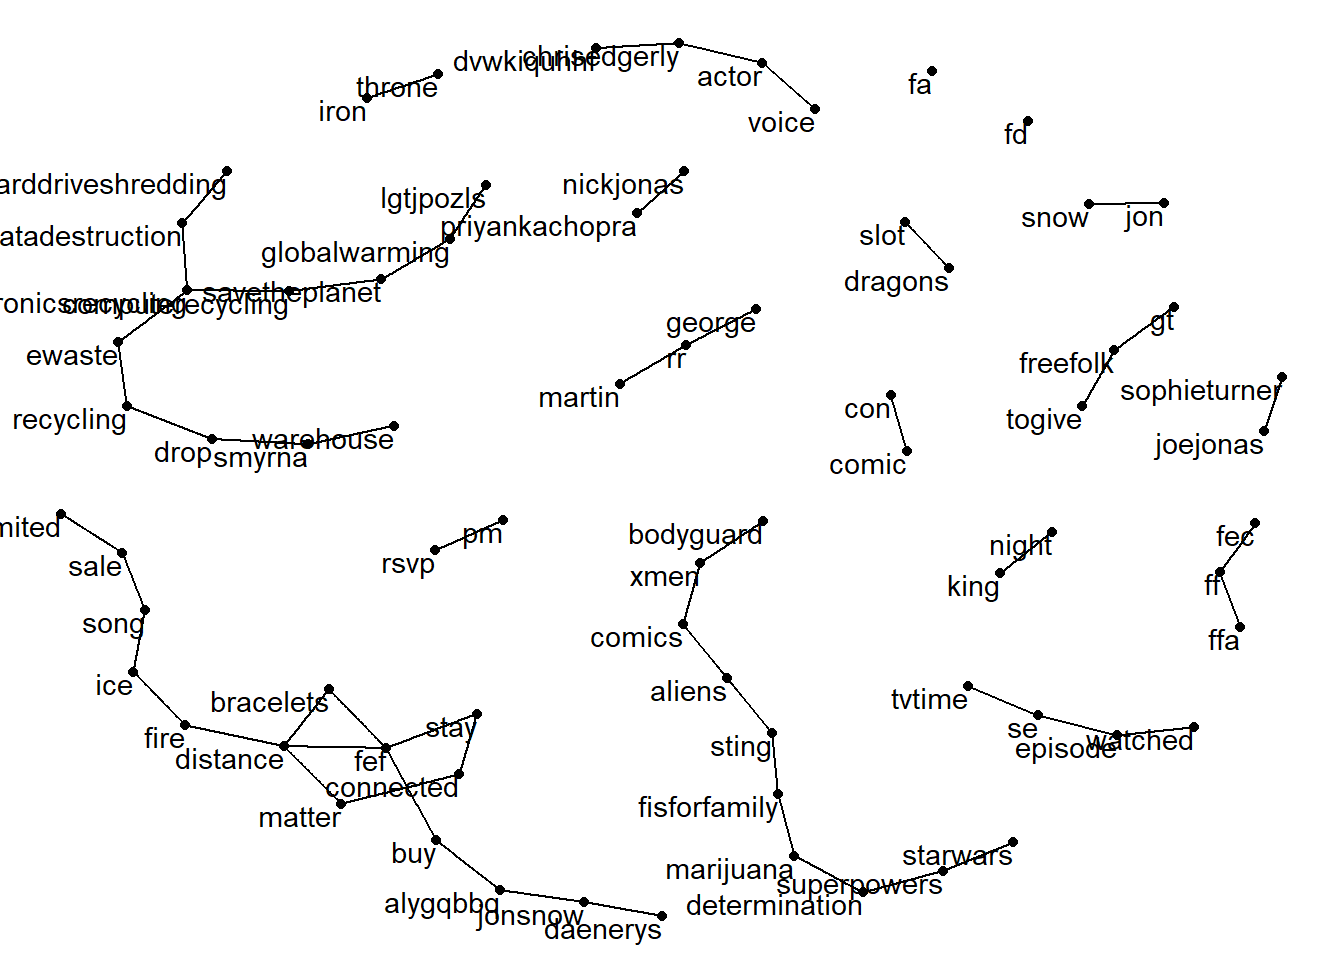 dvwkiquhhl
chrisedgerly
actor
voice
throne
iron
fa
fd
arddriveshredding
atadestruction
lgtjpozls
globalwarming
nickjonas
priyankachopra
snow
jon
slot
dragons
ronicsrecycling
computerrecycling
savetheplanet
ewaste
recycling
drop
smyrna
warehouse
george
rr
martin
gt
freefolk
togive
sophieturner
joejonas
con
comic
mited
sale
song
ice
fire
distance
bracelets
fef
stay
connected
matter
buy
alygqbbg
jonsnow
daenerys
rsvp
pm
bodyguard
xmen
comics
aliens
sting
fisforfamily
marijuana
determination
superpowers
starwars
night
king
fec
ff
ffa
tvtime
se
episode
watched